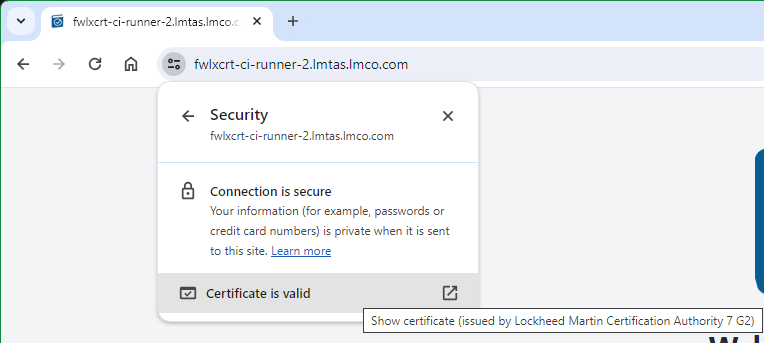 fwlxcrt-ci-runner-2.lmtas.lmco.c
fwlxcrt-ci-runner-2.lmtas.lmco.com
Security
fwlxcrt-ci-runner-2.lmtas.lmco.com
Connection is secure
Your information (for example, passwords or
credit card numbers) is private when it is sent
to this site. Learn more
Certificate is valid
Show certificate (issued by Lockheed Martin Certification Authority 7 G2)